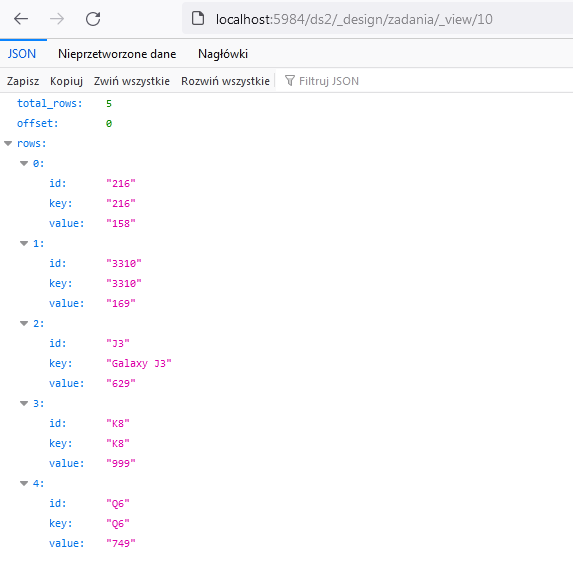 localhost:5984/ds2/_design/zadania/_view/10
JSON Nieprzetworzone dane Nagłówki
Zapisz Kopiuj Zwiń wszystkie Rozwiń wszystkie Filtruj JSON
total_rows: 5
offset: 0
rows:
0:
id: "216"
key: "216"
value: "158"
1:
id: "3310"
key: "3310"
value: "169"
2:
id: "J3"
key: "Galaxy J3"
value: "629"
3:
id: "K8"
key: "K8"
value: "999"
4:
id: "Q6"
key: "Q6"
value: "749"